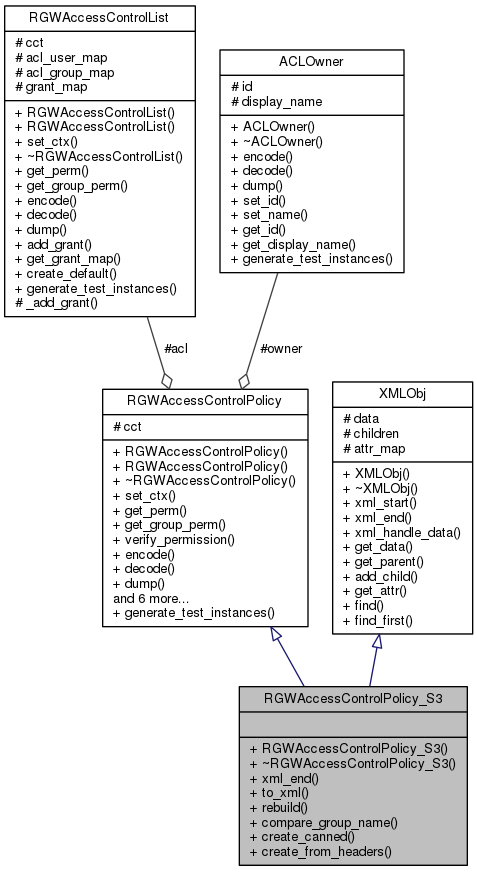 RGWAccessControlList
# cct
# acl_user_map
# acl_group_map
# grant_map
+ RGWAccessControlList()
+ RGWAccessControlList()
+ set_ctx()
+ ~RGWAccessControlList()
+ get_perm()
+ get_group_perm()
+ encode()
+ decode()
+ dump()
+ add_grant()
+ get_grant_map()
+ create_default()
+ generate_test_instances()
# _add_grant()
ACLOwner
# id
# display_name
+ ACLOwner()
+ ~ACLOwner()
+ encode()
+ decode()
+ dump()
+ set_id()
+ set_name()
+ get_id()
+ get_display_name()
+ generate_test_instances()
#acl
#owner
RGWAccessControlPolicy
# cct
+ RGWAccessControlPolicy()
+ RGWAccessControlPolicy()
+ ~RGWAccessControlPolicy()
+ set_ctx()
+ get_perm()
+ get_group_perm()
+ verify_permission()
+ encode()
+ decode()
+ dump()
and 6 more...
+ generate_test_instances()
XMLObj
# data
# children
# attr_map
+ XMLObj()
+ ~XMLObj()
+ xml_start()
+ xml_end()
+ xml_handle_data()
+ get_data()
+ get_parent()
+ add_child()
+ get_attr()
+ find()
+ find_first()
RGWAccessControlPolicy_S3
+ RGWAccessControlPolicy_S3()
+ ~RGWAccessControlPolicy_S3()
+ xml_end()
+ to_xml()
+ rebuild()
+ compare_group_name()
+ create_canned()
+ create_from_headers()